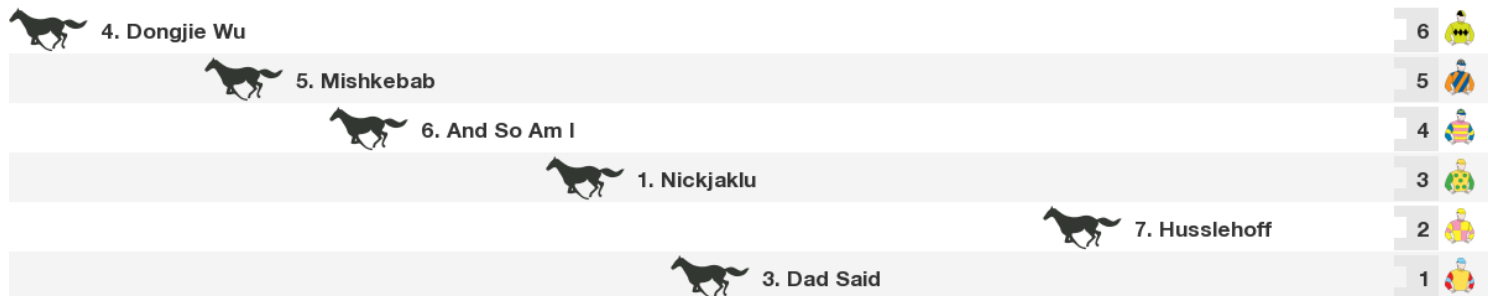 4. Dongjie Wu 6
5. Mishkebab 5
6. And So Am I 4
1. Nickjaklu 3
7. Husslehoff 2
3. Dad Said 1